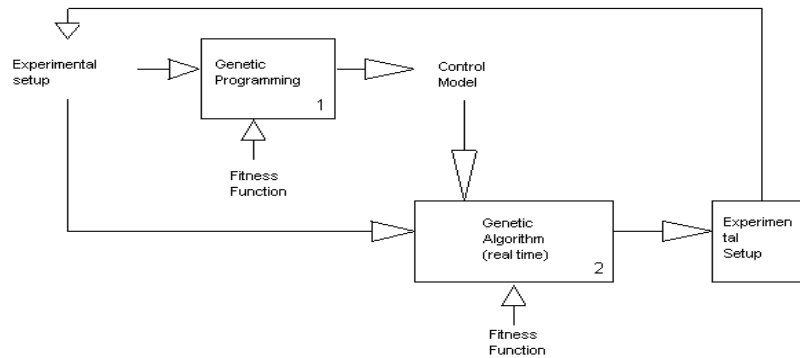 Experimental
setup
Genetic
Programming
1
Control
Model
Fitness
Function
Genetic
Algorithm
(real time)
2
Experimen
tal
Setup
Fitness
Function